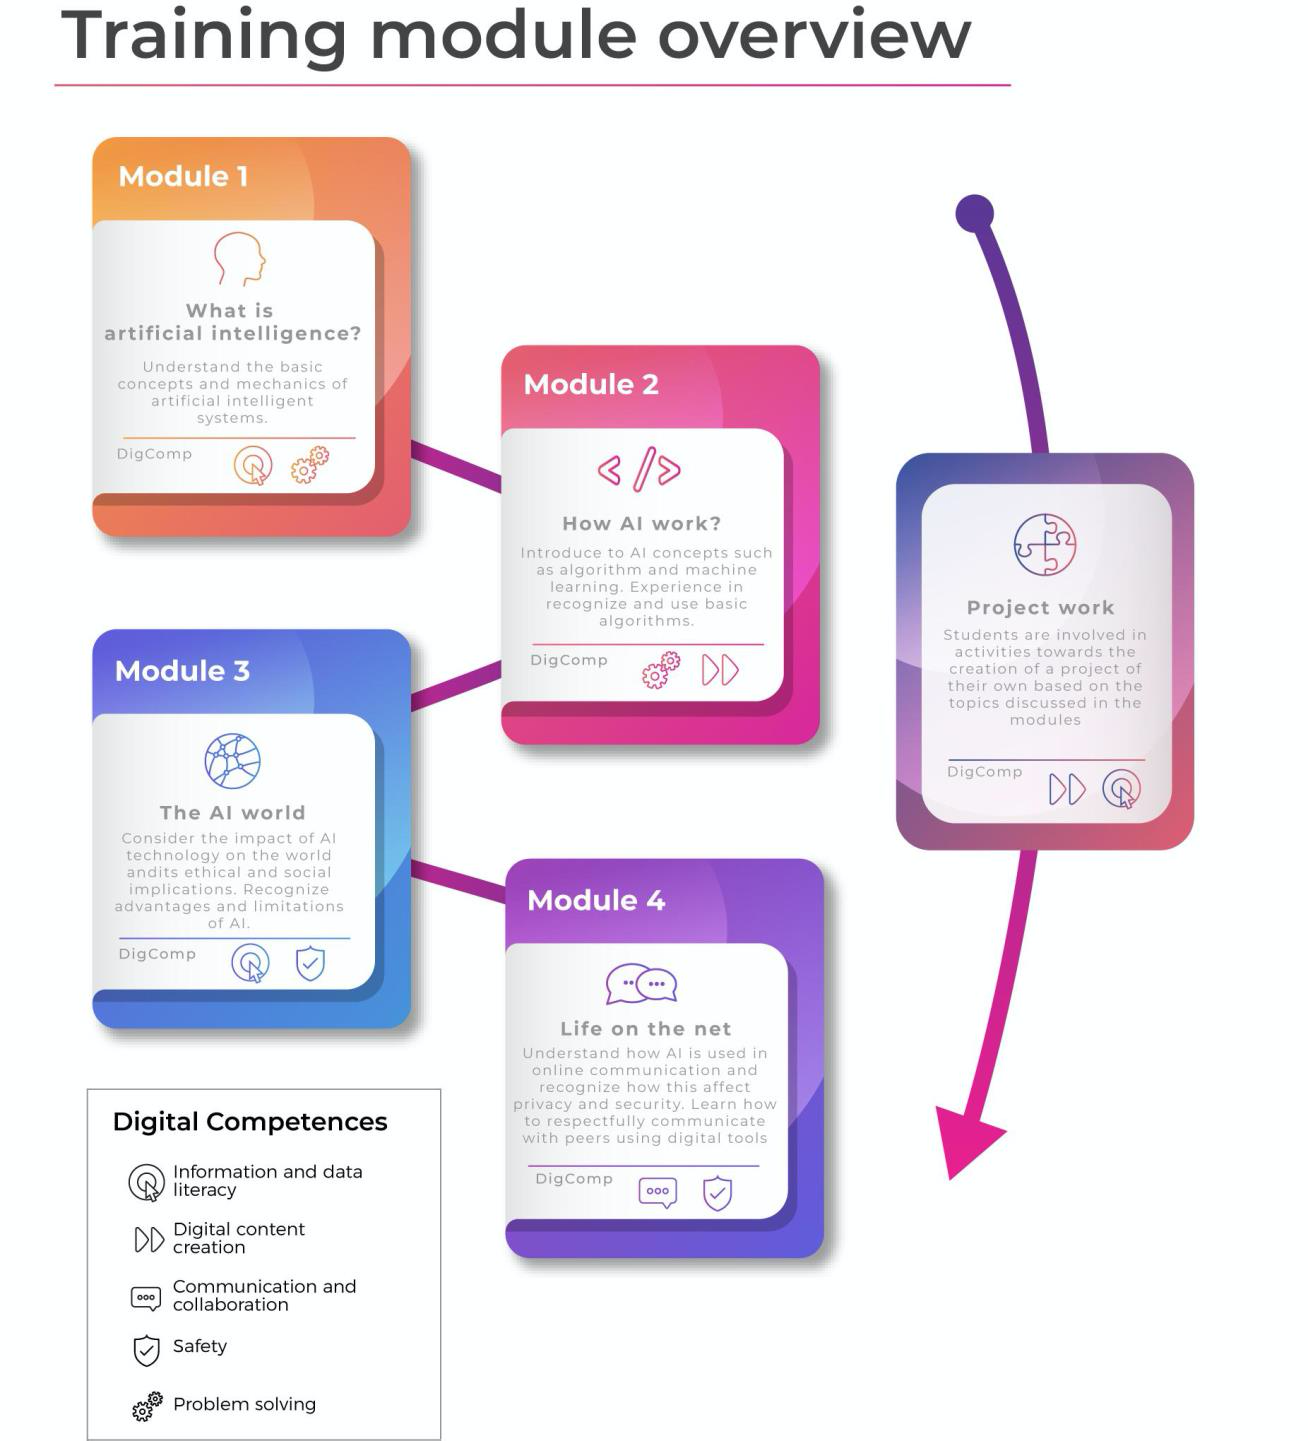 Training module overview
Module 1
What is
artificial intelligence?
Understand the basic
concepts and mechanics of
artificial intelligent
systems.
DigComp
Module 2
How AI work?
Introduce to AI concepts such
as algorithm and machine
learning. Experience in
recognize and use basic
algorithms.
DigComp
Module 3
The AI world
Consider the impact of AI
technology on the world
andits ethical and social
implications. Recognize
advantages and limitations
of AI.
DigComp
Module 4
Life on the net
Understand how AI is used in
online communication and
recognize how this affect
privacy and security. Learn how
to respectfully communicate
with peers using digital tools
DigComp
Project work
Students are involved in
activities towards the
creation of a project of
their own based on the
topics discussed in the
modules
DigComp
Digital Competences
Information and data
literacy
Digital content
creation
Communication and
collaboration
Safety
Problem solving